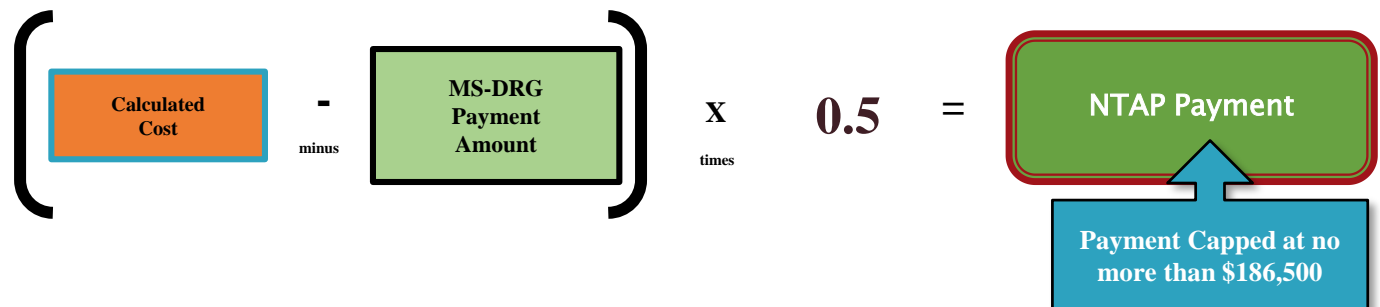 Calculated
Cost
-
minus
MS-DRG
Payment
Amount
X
times
0.5
=
NTAP Payment
Payment Capped at no
more than $186,500